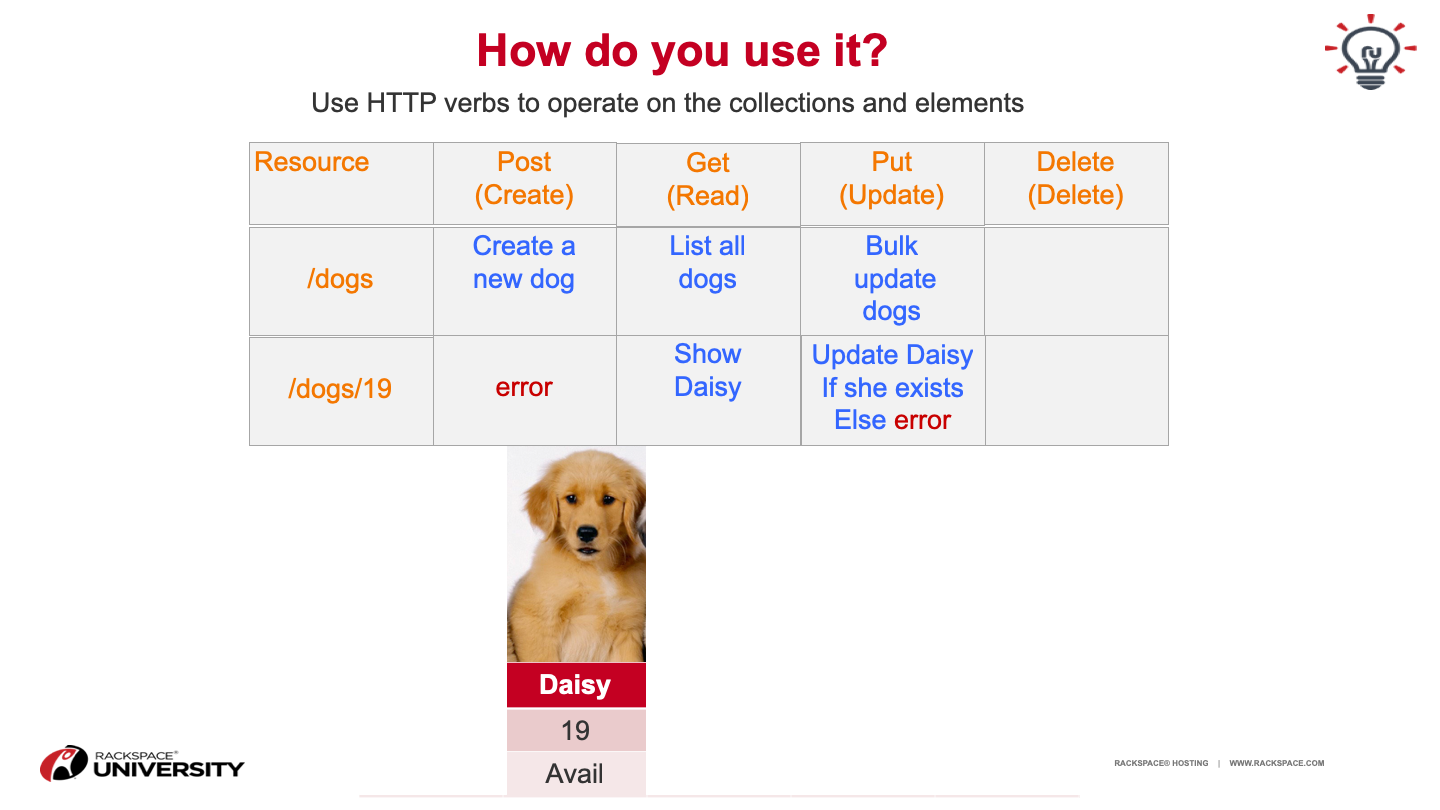 How do you use it?
Use HTTP verbs to operate on the collections and elements
Resource
Post
(Create)
Get
(Read)
Put
(Update)
Delete
(Delete)
/dogs
Create a
new dog
List all
dogs
Bulk
update
dogs
/dogs/19
error
Show
Daisy
Update Daisy
If she exists
Else error
Daisy
19
Avail
RACKSPACE®
UNIVERSITY
RACKSPACE® HOSTING | WWW.RACKSPACE.COM